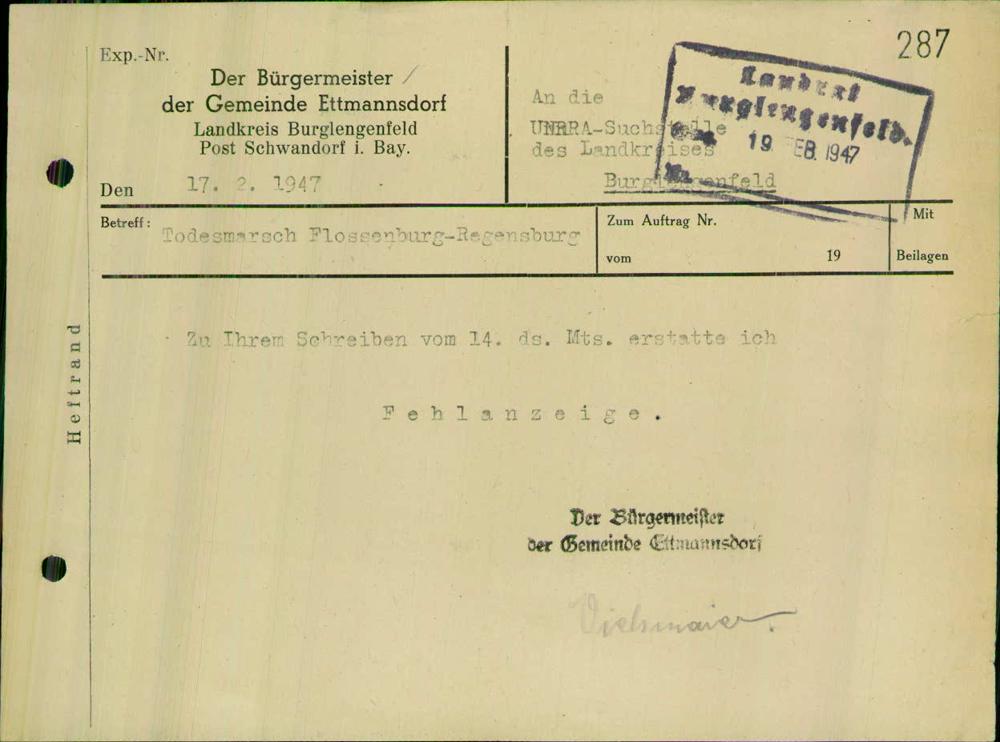 287
Exp.-Nr.
Der Bürgermeister
der Gemeinde Ettmannsdorf
Landkreis Burglengenfeld
Post Schwandorf i. Bay.
Den 17. 2. 1947
An die
UNRRA-Suchstelle
des Landkreises
Burglengenfeld
Landrat
Burglengenfeld.
19. FEB. 1947
Nr.
Betreff: Todesmarsch Flossenburg-Regensburg
Zum Auftrag Nr.
vom 19
Mit
Beilagen
Heftrand
Zu Ihrem Schreiben vom 14. ds. Mts. erstatte ich
Fehlanzeige.
Der Bürgermeister
der Gemeinde Ettmannsdorf